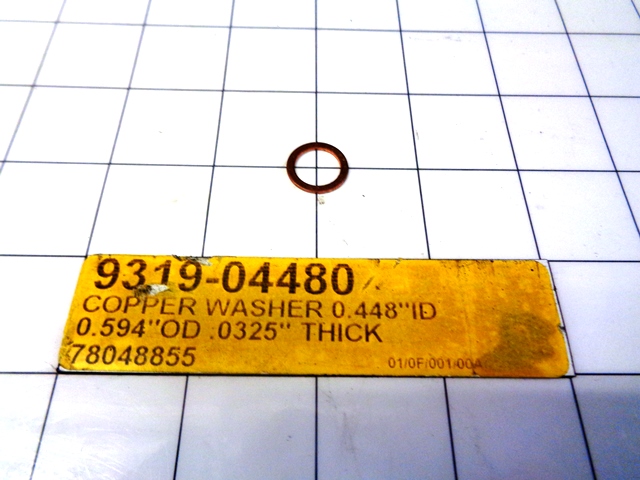 9319-04480
COPPER WASHER 0.448"ID
0.594"OD .0325" THICK
78048855
01/0F/001/00A